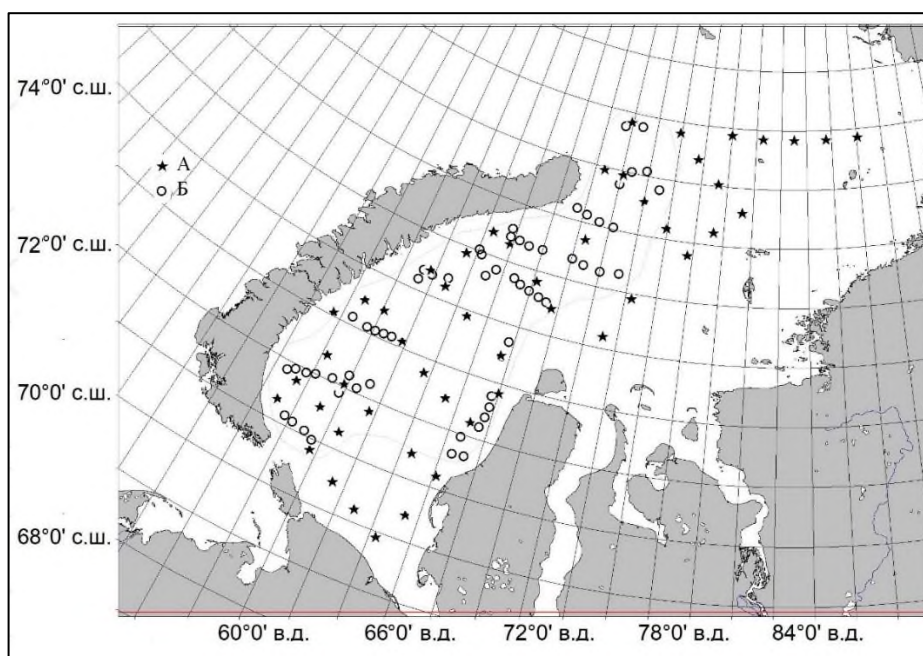 74°0' с.ш.
А
Б
72°0' с.ш.
70°0' с.ш.
68°0' с.ш.
60°0' в.д. 66°0' в.д. 72°0' в.д. 78°0' в.д. 84°0' в.д.